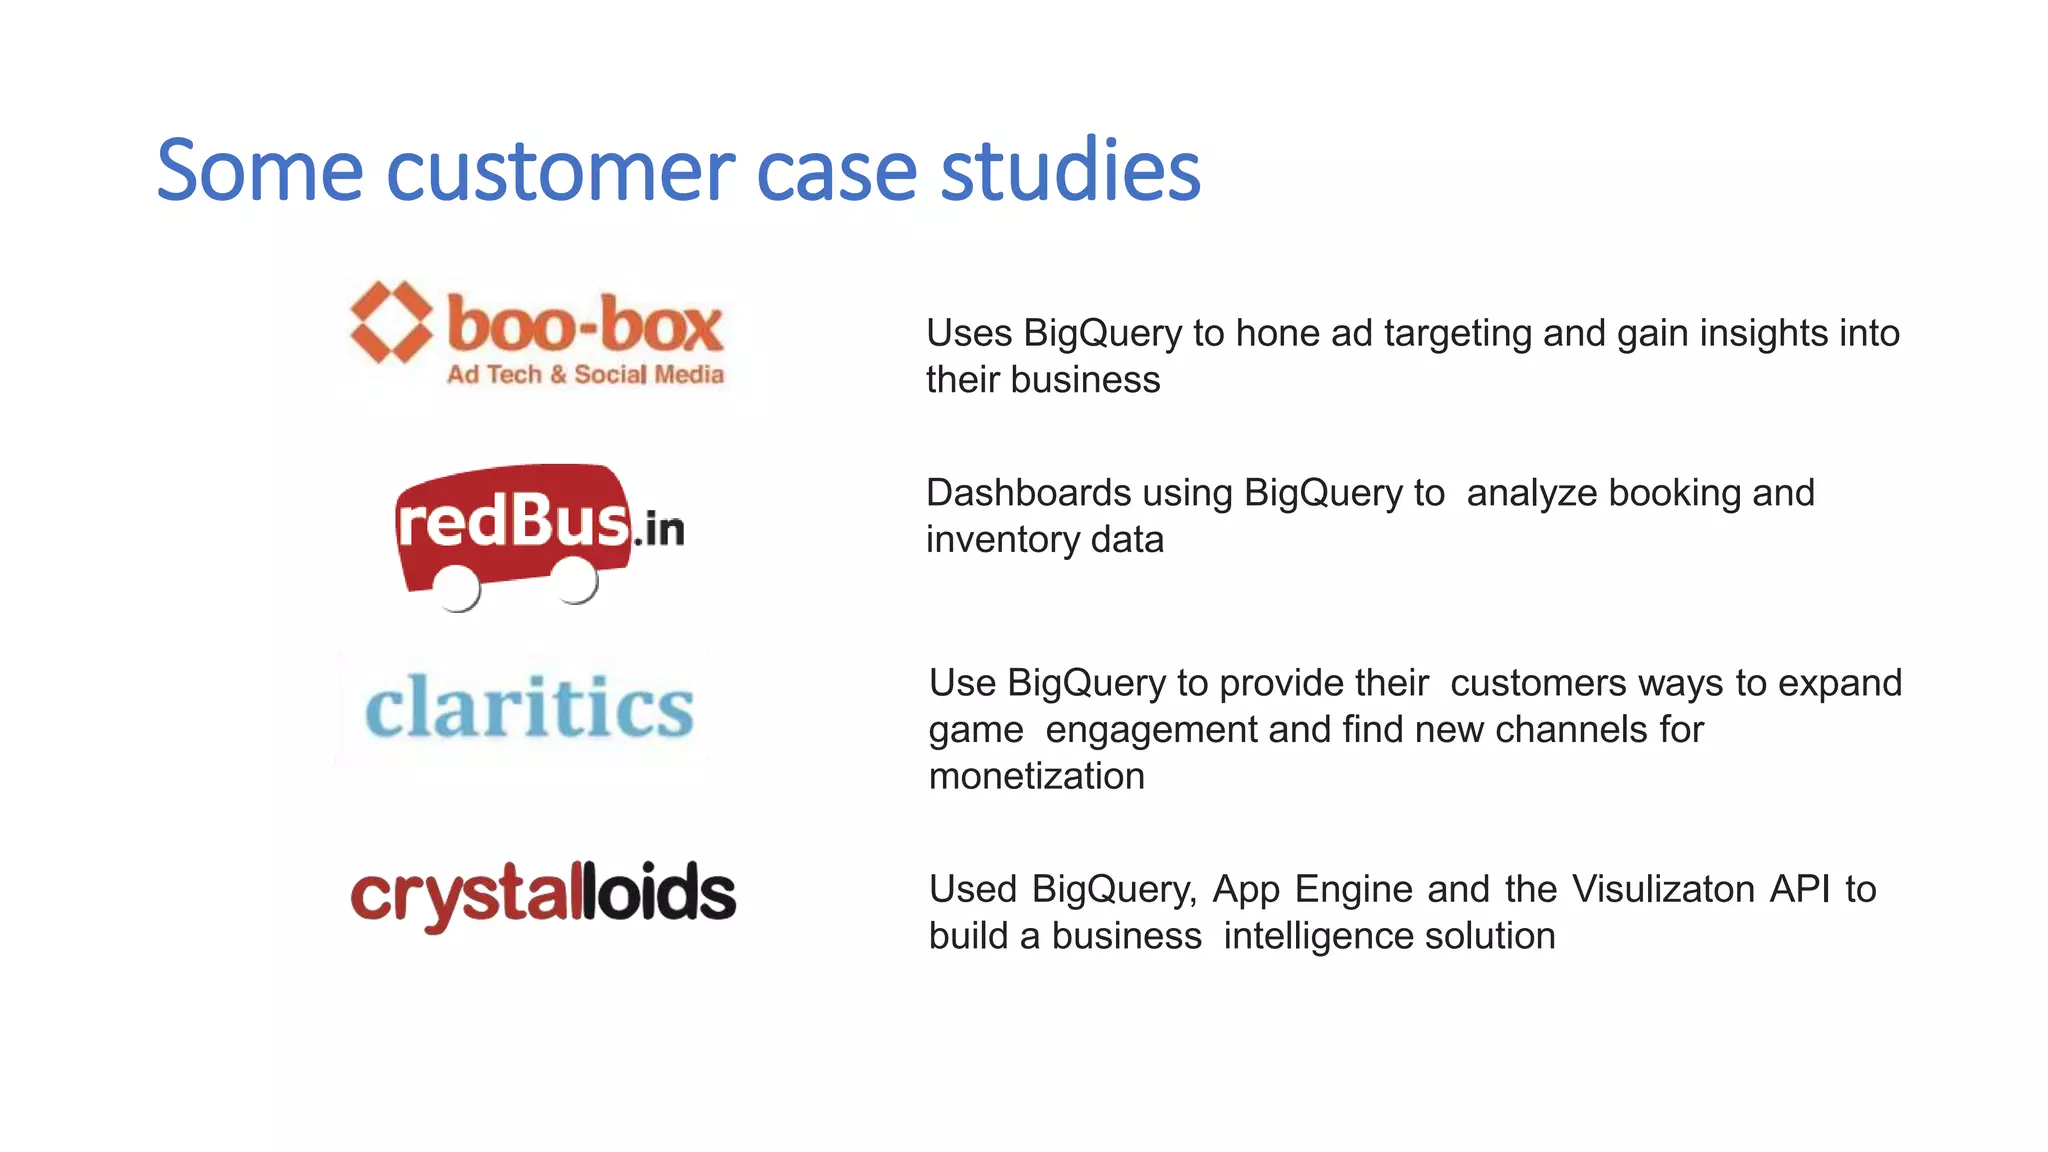 Some customer case studies
boo-box
Ad Tech & Social Media
Uses BigQuery to hone ad targeting and gain insights into
their business
redBus.in
Dashboards using BigQuery to  analyze booking and
inventory data
claritics
Use BigQuery to provide their  customers ways to expand
game  engagement and find new channels for
monetization
crystalloids
Used BigQuery, App Engine and the Visulizaton API to
build a business  intelligence solution